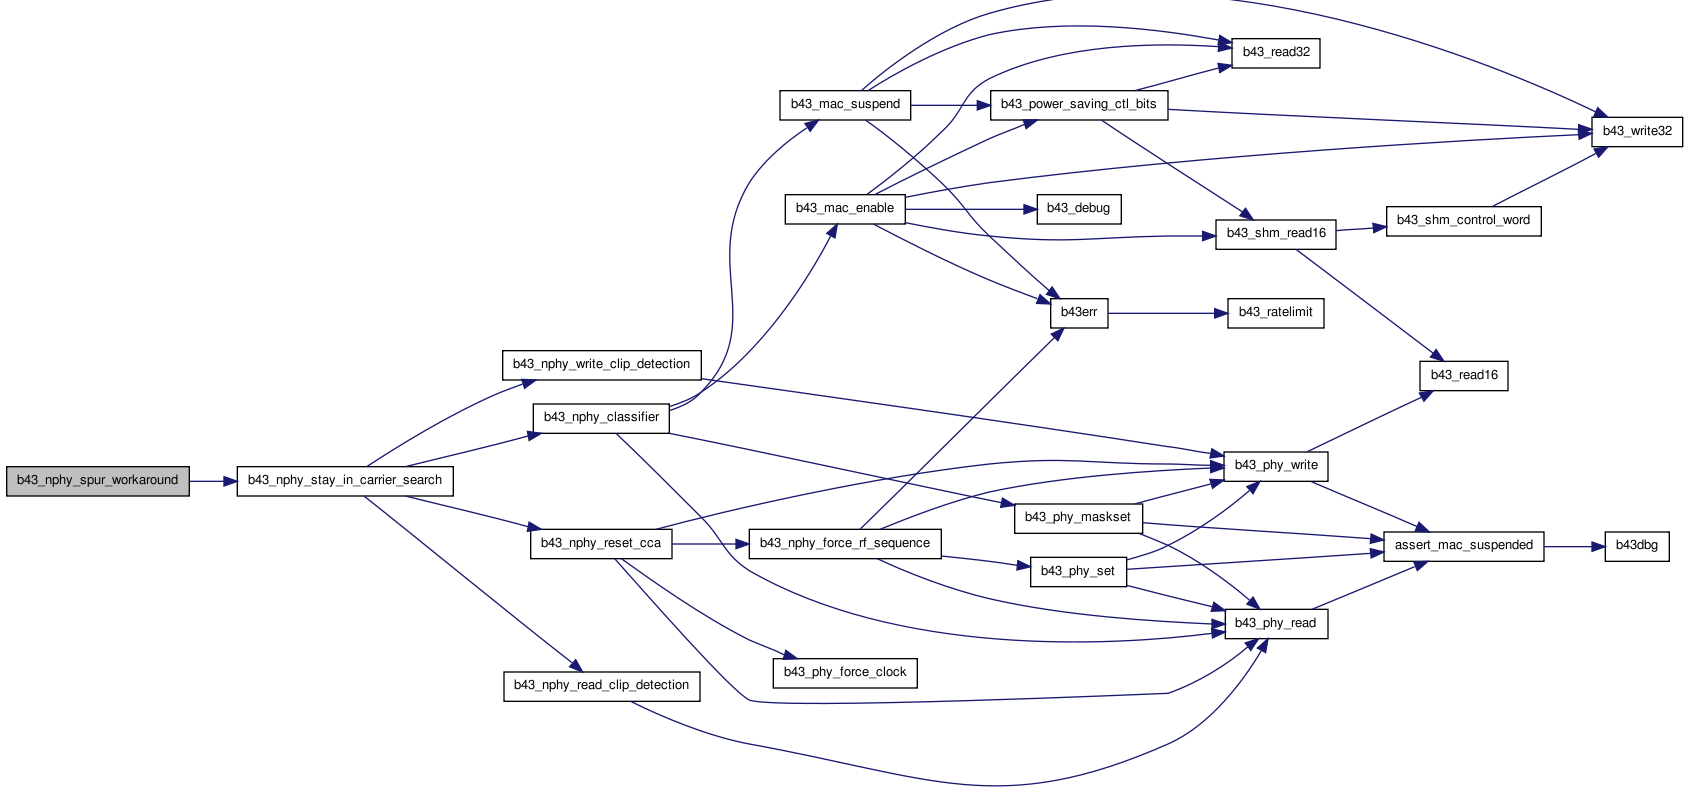 b43_nphy_spur_workaround
b43_nphy_stay_in_carrier_search
b43_nphy_write_clip_detection
b43_nphy_classifier
b43_nphy_reset_cca
b43_nphy_read_clip_detection
b43_mac_suspend
b43_mac_enable
b43_nphy_force_rf_sequence
b43_phy_force_clock
b43_power_saving_ctl_bits
b43_debug
b43err
b43_phy_maskset
b43_phy_set
b43_read32
b43_shm_read16
b43_ratelimit
b43_phy_write
b43_phy_read
b43_shm_control_word
b43_read16
assert_mac_suspended
b43_write32
b43dbg